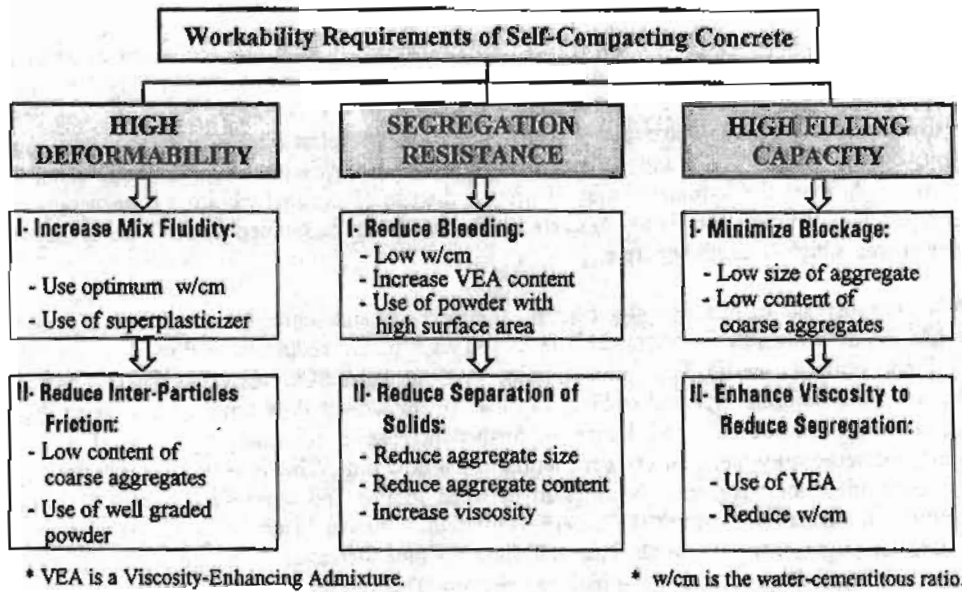 Workability Requirements of Self-Compacting Concrete
HIGH
DEFORMABILITY
I- Increase Mix Fluidity:
- Use optimum w/cm
- Use of superplasticizer
II- Reduce Inter-Particles
Friction:
- Low content of
coarse aggregates
- Use of well graded
powder
SEGREGATION
RESISTANCE
I- Reduce Bleeding:
- Low w/cm
- Increase VEA content
- Use of powder with
high surface area
II- Reduce Separation of
Solids:
- Reduce aggregate size
- Reduce aggregate content
- Increase viscosity
HIGH FILLING
CAPACITY
I- Minimize Blockage:
- Low size of aggregate
- Low content of
coarse aggregates
II- Enhance Viscosity to
Reduce Segregation:
- Use of VEA
- Reduce w/cm
* VEA is a Viscosity-Enhancing Admixture.
* w/cm is the water-cementitous ratio.